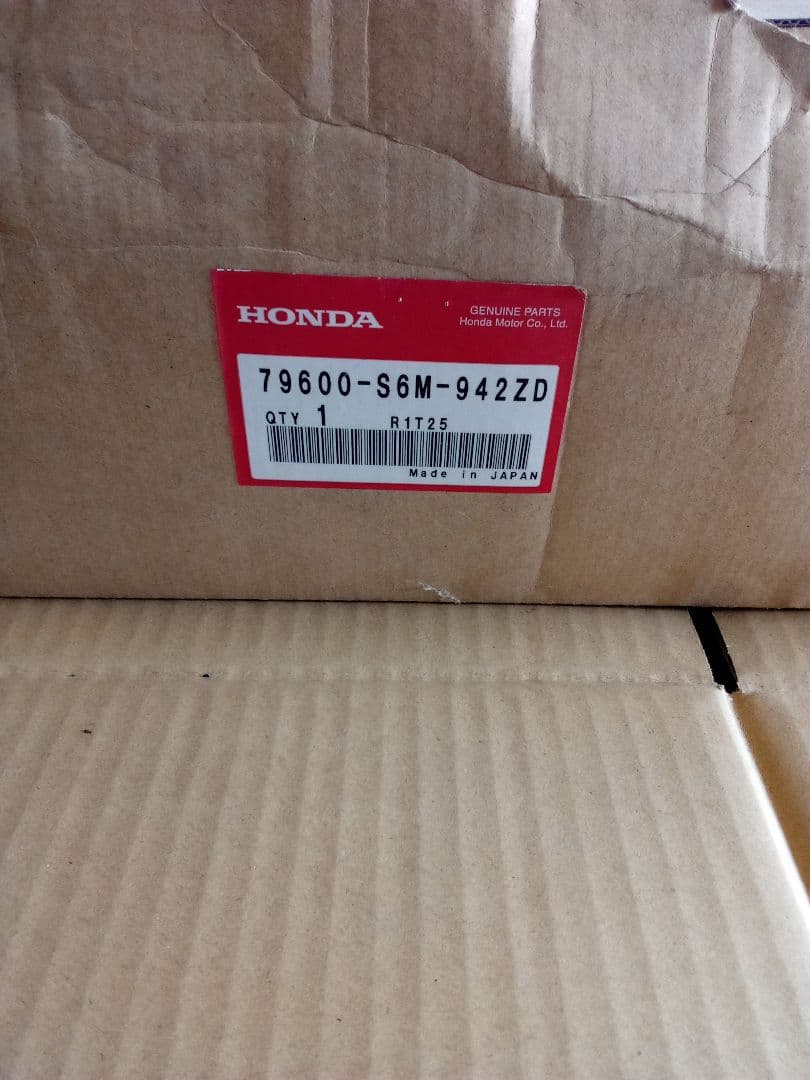 HONDA
GENUINE PARTS
Honda Motor Co., Ltd.
79600-S6M-942ZD
QTY 1 R1T25
Made in JAPAN